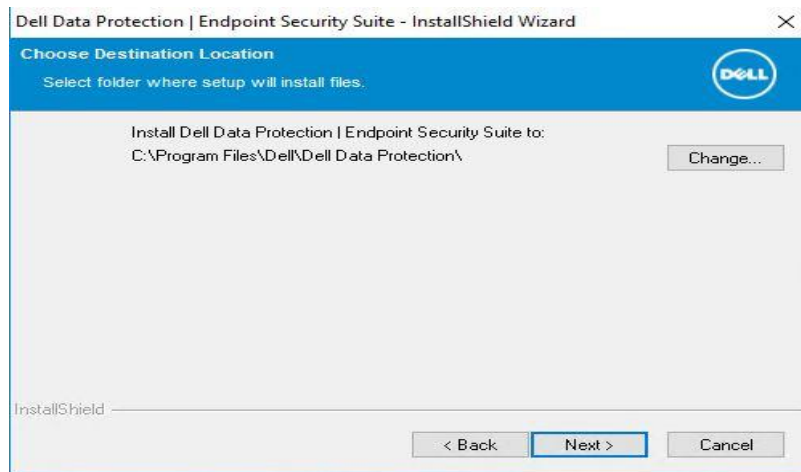 Dell Data Protection | Endpoint Security Suite - InstallShield Wizard
Choose Destination Location
Select folder where setup will install files.
DELL
Install Dell Data Protection | Endpoint Security Suite to:
C:\Program Files\Dell\Dell Data Protection\
Change...
InstallShield
< Back
Next >
Cancel